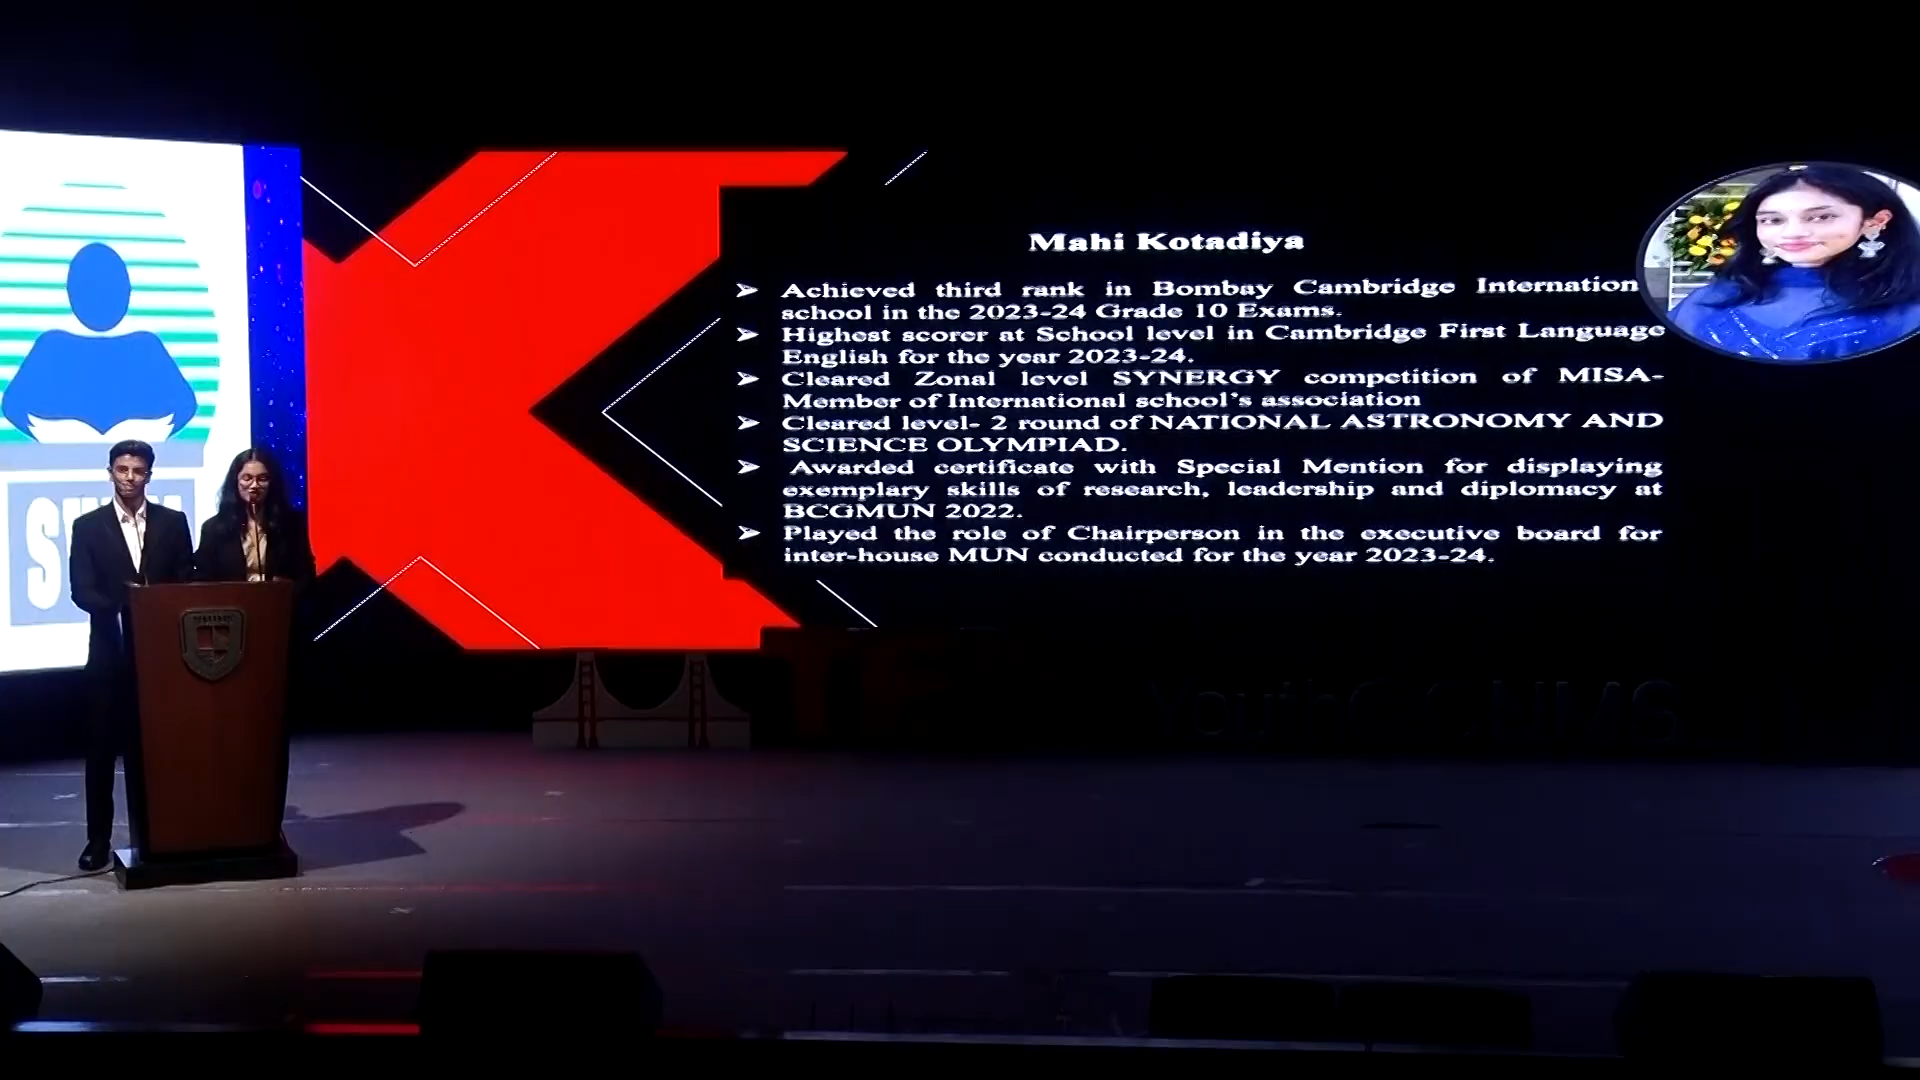 Mahi Kotadiya
➢ Achieved third rank in Bombay Cambridge Internation
school in the 2023-24 Grade 10 Exams.
➢ Highest scorer at School level in Cambridge First Language
English for the year 2023-24.
➢ Cleared Zonal level SYNERGY competition of MISA-
Member of International school's association
➢ Cleared level- 2 round of NATIONAL ASTRONOMY AND
SCIENCE OLYMPIAD.
➢ Awarded certificate with Special Mention for displaying
exemplary skills of research, leadership and diplomacy at
BCGMUN 2022.
➢ Played the role of Chairperson in the executive board for
inter-house MUN conducted for the year 2023-24.